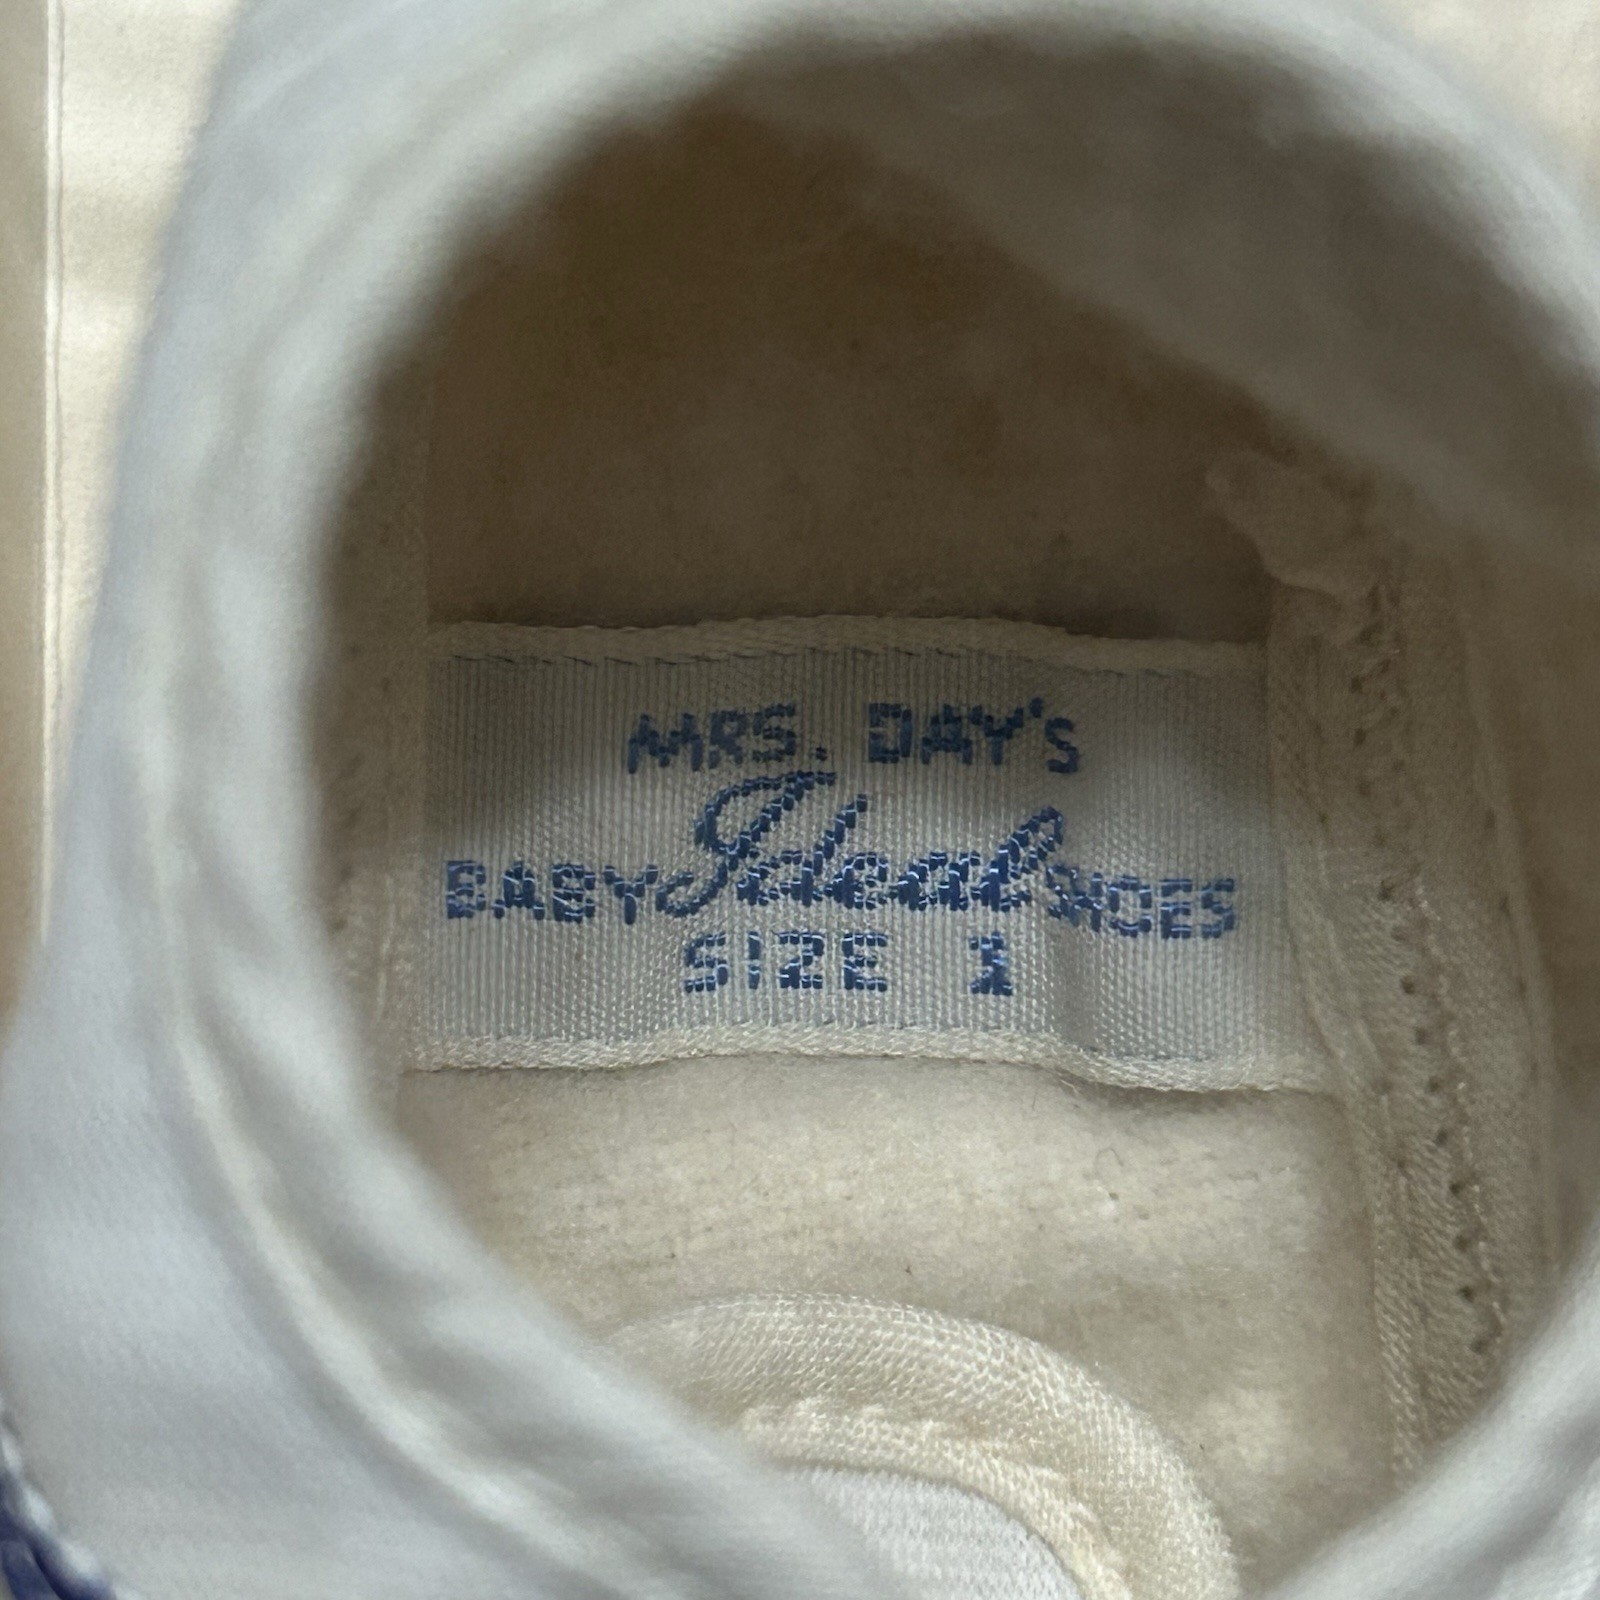 MRS. DAY'S
BABY Ideal SHOES
SIZE 1